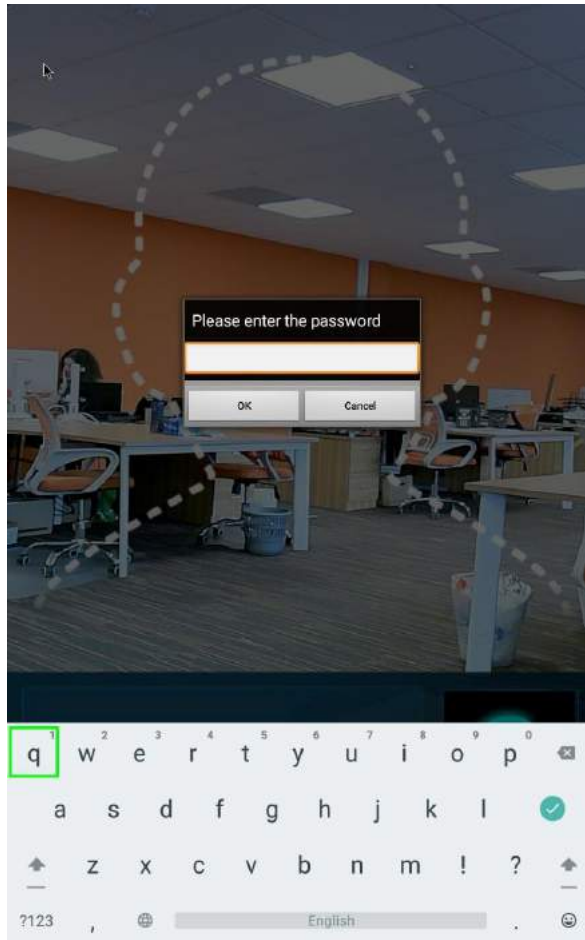 Please enter the password
OK Cancel
1 2 3 4 5 6 7 8 9 0
q w e r t y u i o p
a s d f g h j k l
z x c v b n m ! ?
?123 , English .